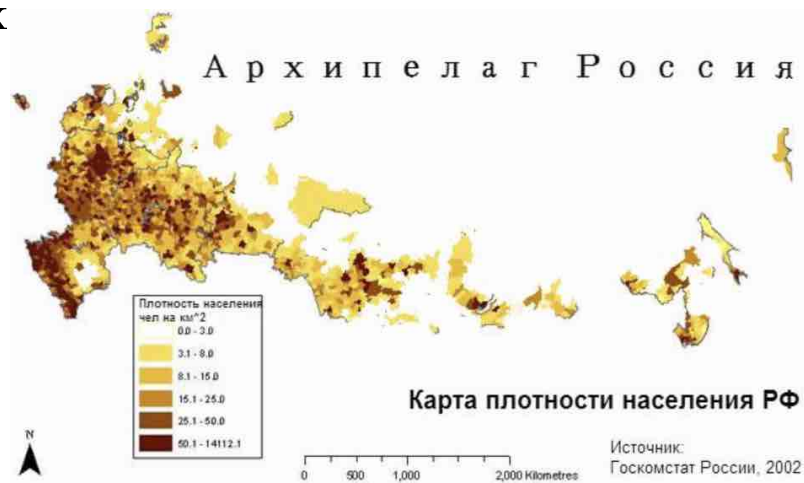 к
Архипелаг Россия
Плотность населения
чел на км^2
0.0 - 3.0
3.1 - 8.0
8.1 - 15.0
15.1 - 25.0
25.1 - 50.0
50.1 - 14112.1
Карта плотности населения РФ
N
0 500 1,000 2,000 Kilometres
Источник:
Госкомстат России, 2002